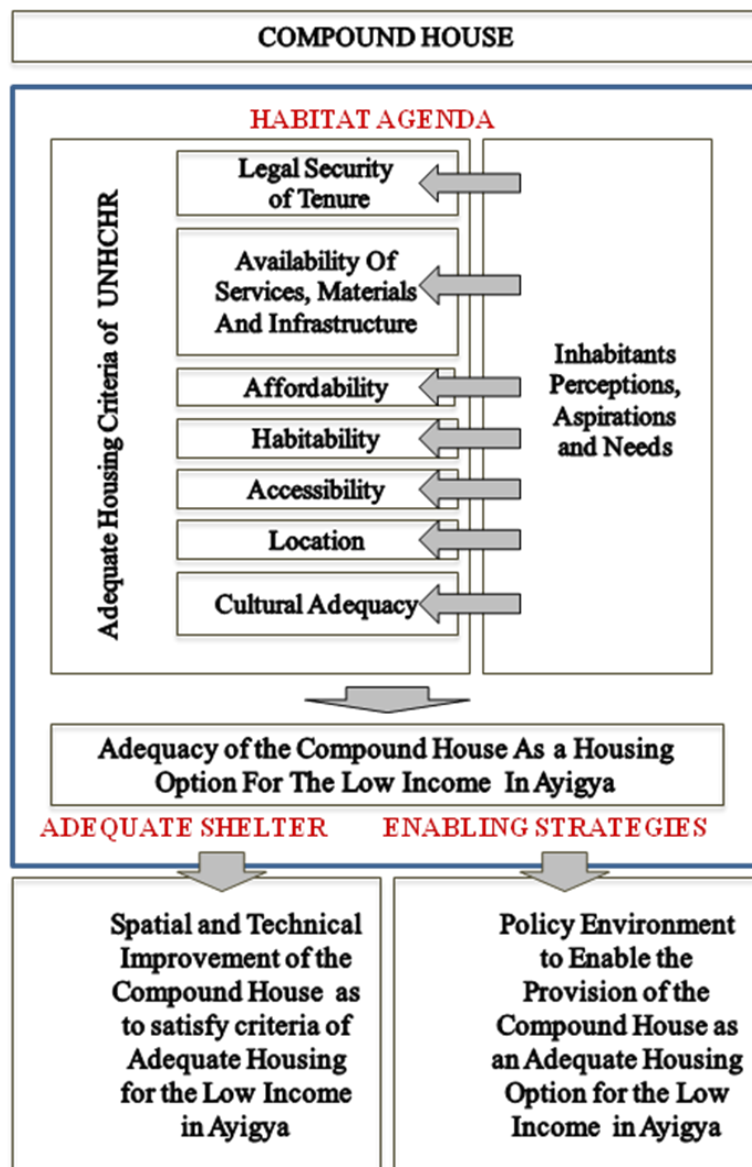 COMPOUND HOUSE
HABITAT AGENDA
Adequate Housing Criteria of UNHCHR
Legal Security
of Tenure
Availability Of
Services, Materials
And Infrastructure
Affordability
Habitability
Accessibility
Location
Cultural Adequacy
Inhabitants
Perceptions,
Aspirations
and Needs
Adequacy of the Compound House As a Housing
Option For The Low Income In Ayigya
ADEQUATE SHELTER
ENABLING STRATEGIES
Spatial and Technical
Improvement of the
Compound House as
to satisfy criteria of
Adequate Housing
for the Low Income
in Ayigya
Policy Environment
to Enable the
Provision of the
Compound House as
an Adequate Housing
Option for the Low
Income in Ayigya